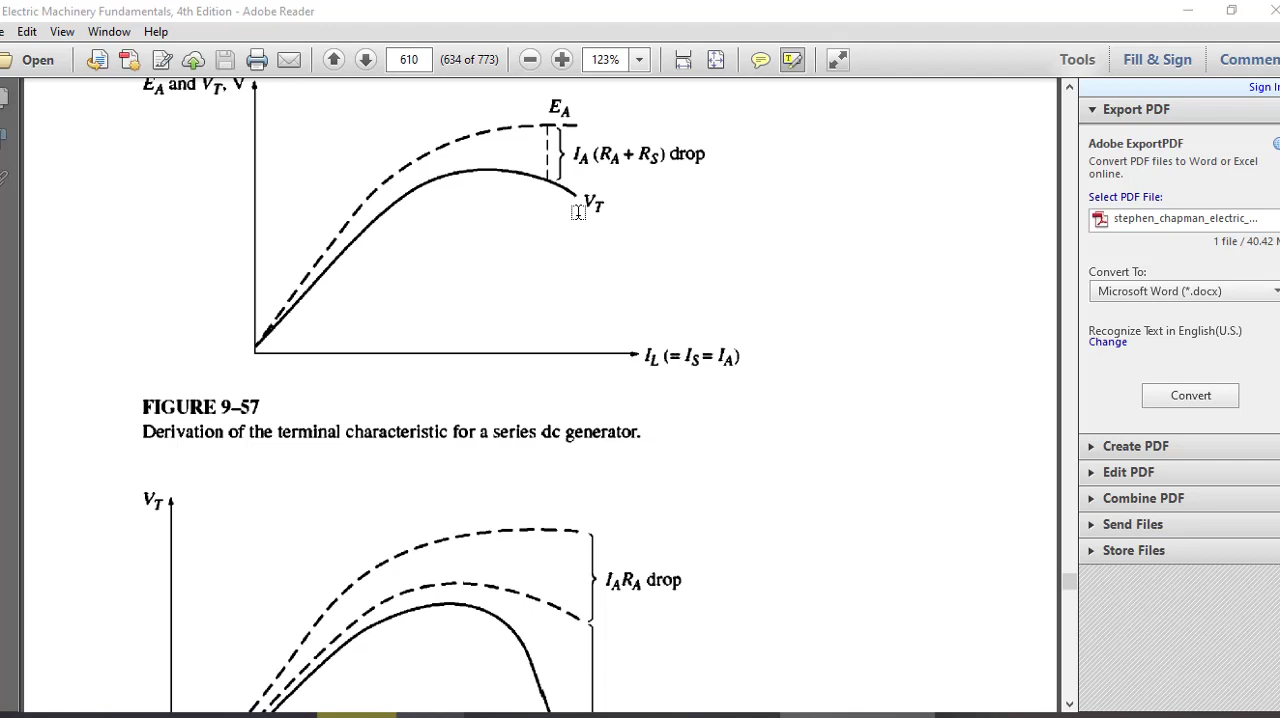 Electric Machinery Fundamentals, 4th Edition - Adobe Reader
Edit View Window Help
Open 610 (634 of 773) 123% Tools Fill & Sign Commen
Sign In
E_A and V_T, V
E_A
I_A (R_A + R_S) drop
V_T
I_L (= I_S = I_A)
FIGURE 9–57
Derivation of the terminal characteristic for a series dc generator.
V_T
I_A R_A drop
Export PDF
Adobe ExportPDF
Convert PDF files to Word or Excel
online.
Select PDF File:
stephen_chapman_electric_...
1 file / 40.42 M
Convert To:
Microsoft Word (*.docx)
Recognize Text in English(U.S.)
Change
Convert
Create PDF
Edit PDF
Combine PDF
Send Files
Store Files